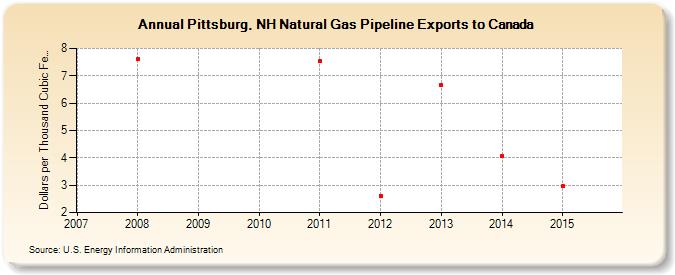 Annual Pittsburg, NH Natural Gas Pipeline Exports to Canada
Dollars per Thousand Cubic Fe...
8
7
6
5
4
3
2
2007 2008 2009 2010 2011 2012 2013 2014 2015
Source: U.S. Energy Information Administration